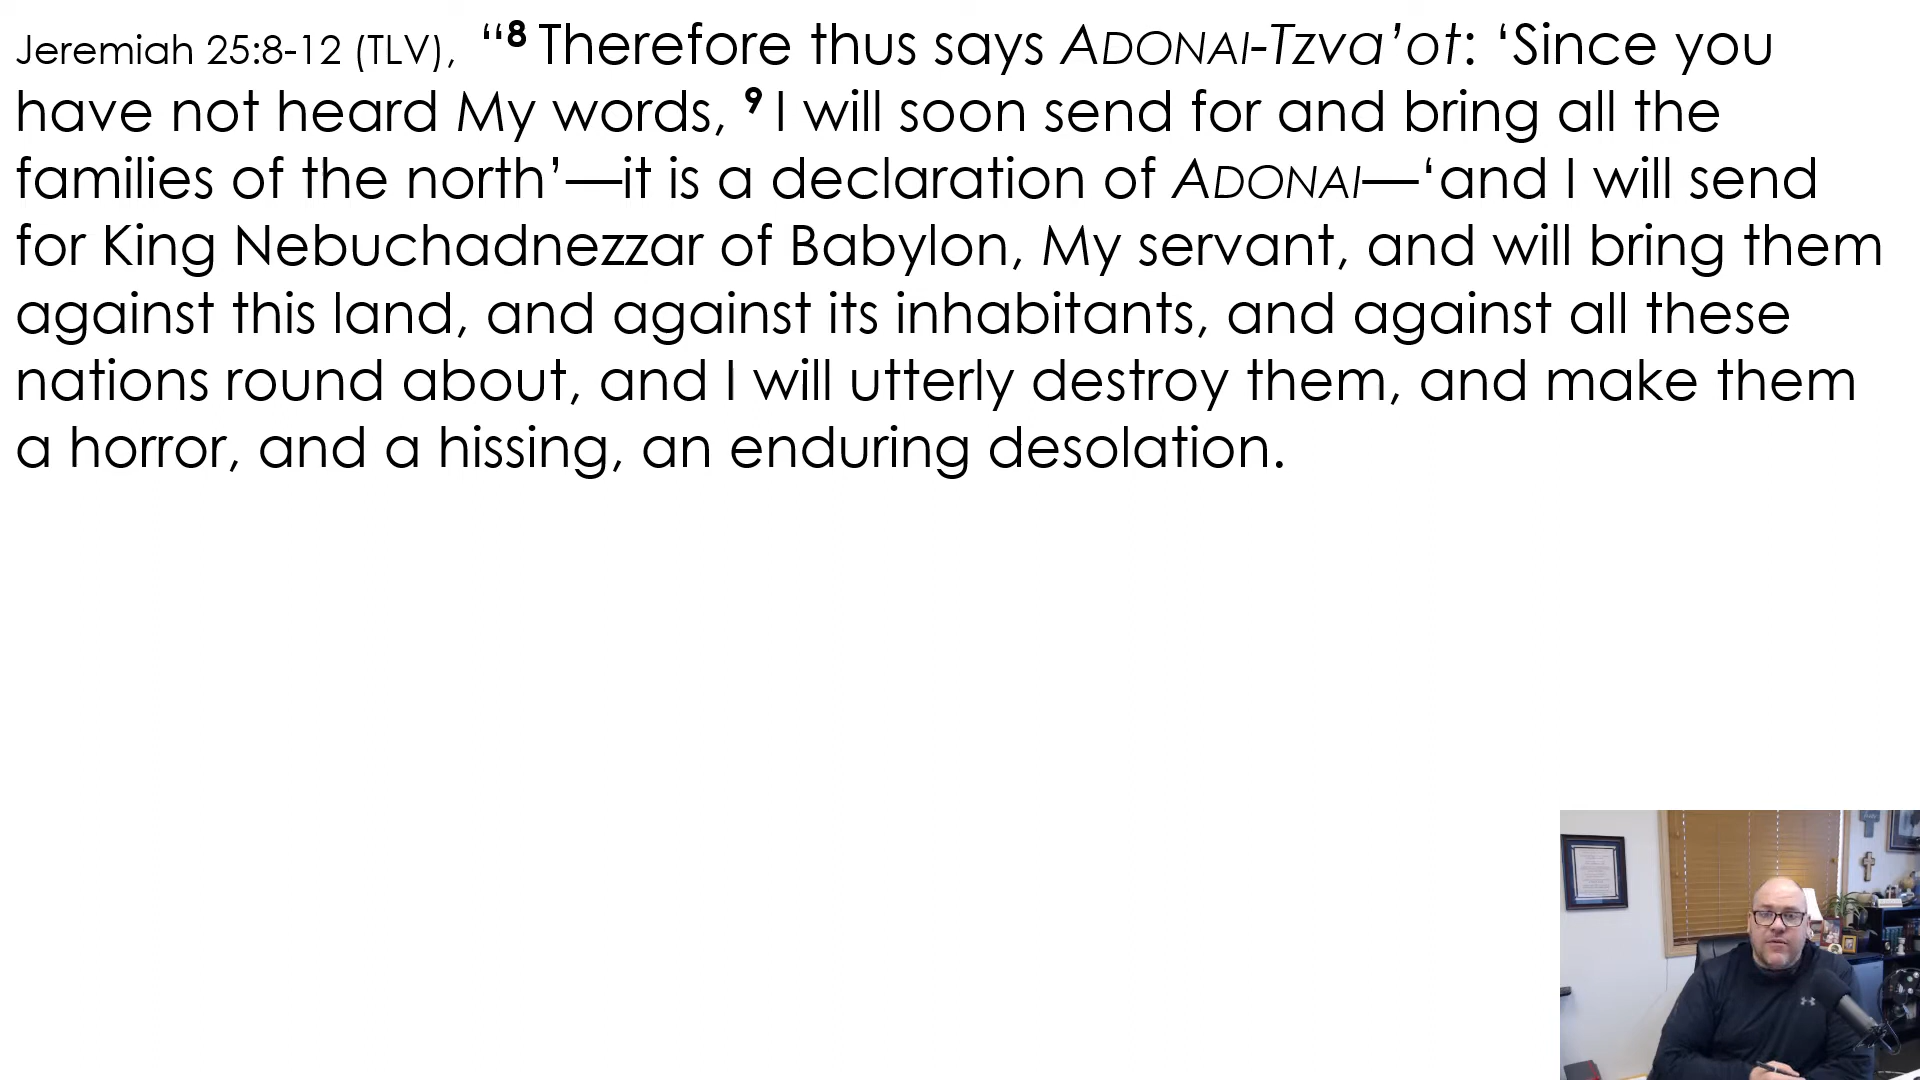 Jeremiah 25:8-12 (TLV), “8 Therefore thus says ADONAI-Tzva’ot: ‘Since you
have not heard My words, 9 I will soon send for and bring all the
families of the north’—it is a declaration of ADONAI—‘and I will send
for King Nebuchadnezzar of Babylon, My servant, and will bring them
against this land, and against its inhabitants, and against all these
nations round about, and I will utterly destroy them, and make them
a horror, and a hissing, an enduring desolation.